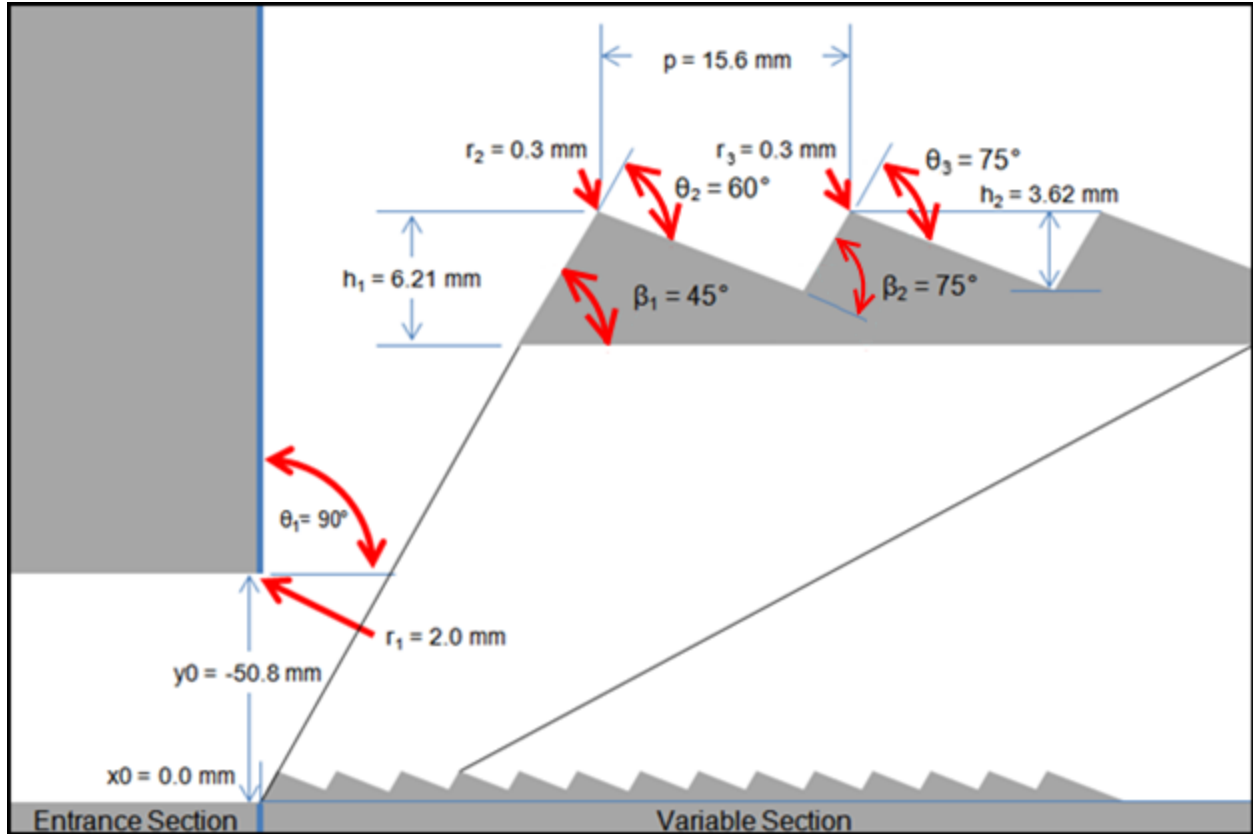 p = 15.6 mm
r₂ = 0.3 mm
r₃ = 0.3 mm
θ₃ = 75°
θ₂ = 60°
h₂ = 3.62 mm
h₁ = 6.21 mm
β₁ = 45°
β₂ = 75°
θ₁= 90°
r₁ = 2.0 mm
y0 = -50.8 mm
x0 = 0.0 mm
Entrance Section
Variable Section